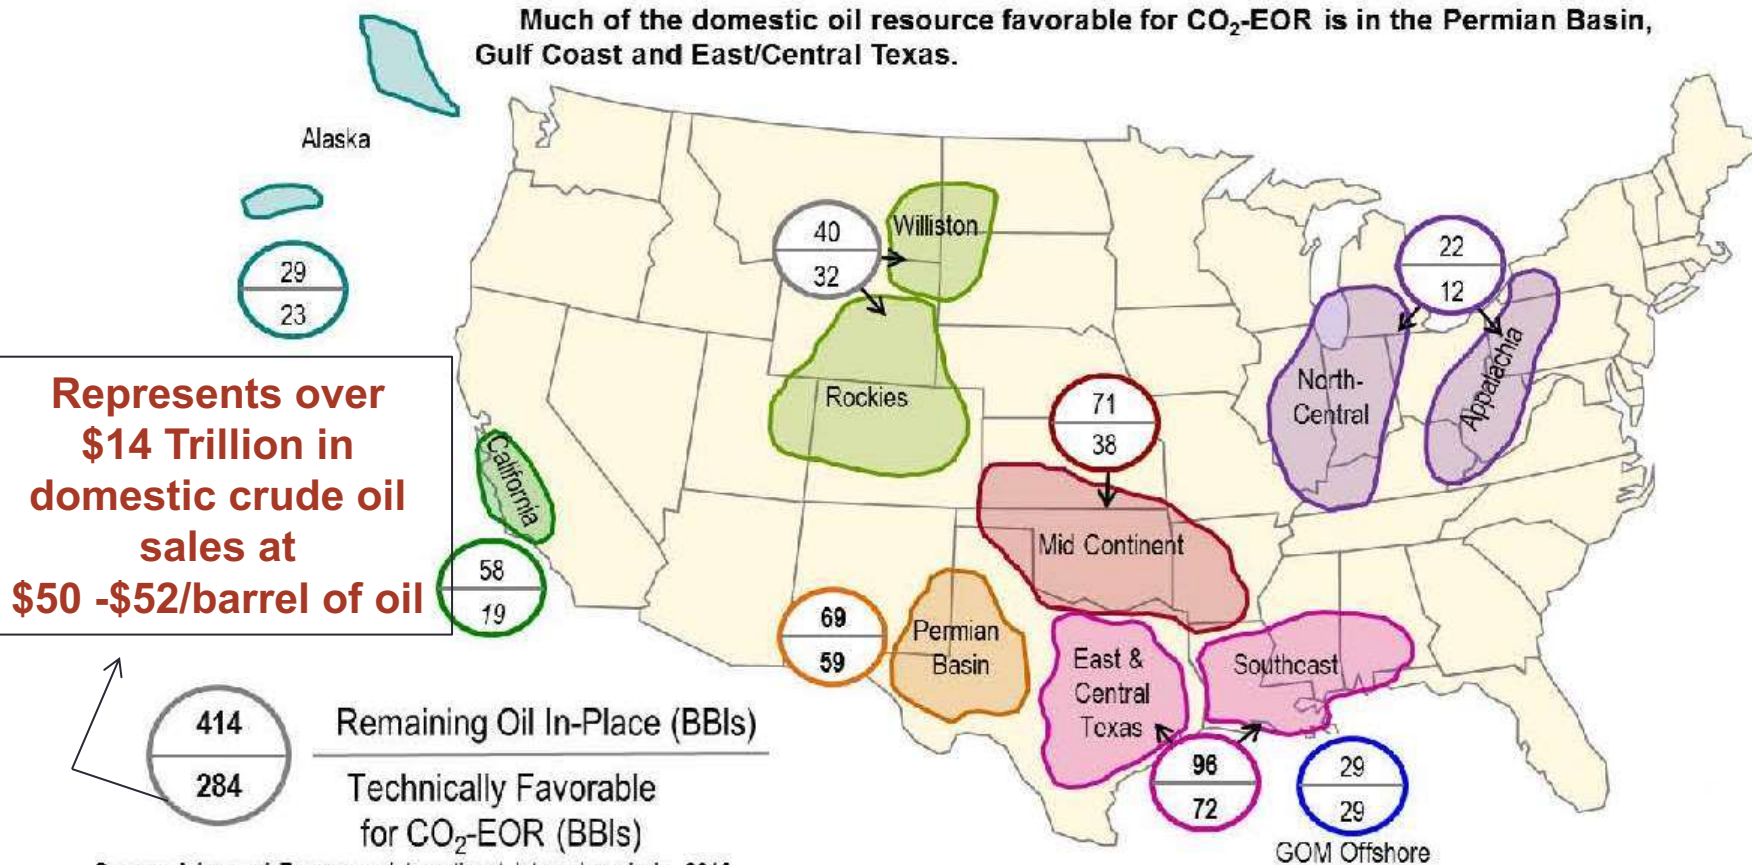 Much of the domestic oil resource favorable for CO₂-EOR is in the Permian Basin,
Gulf Coast and East/Central Texas.
Alaska
29
23
Williston
40
32
Rockies
22
12
North-
Central
Appalachia
71
38
Mid Continent
Represents over
$14 Trillion in
domestic crude oil
sales at
$50 -$52/barrel of oil
California
58
19
69
59
Permian
Basin
East &
Central
Texas
Southeast
96
72
29
29
GOM Offshore
414
284
Remaining Oil In-Place (BBls)
Technically Favorable
for CO₂-EOR (BBls)